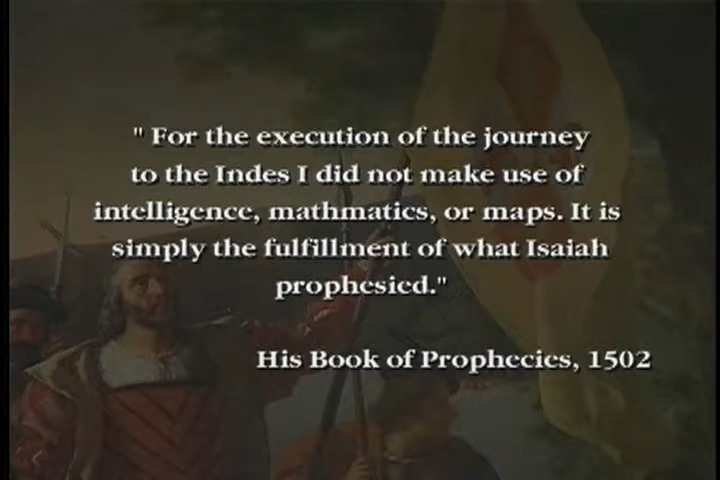 " For the execution of the journey
to the Indes I did not make use of
intelligence, mathmatics, or maps. It is
simply the fulfillment of what Isaiah
prophesied."
His Book of Prophecies, 1502